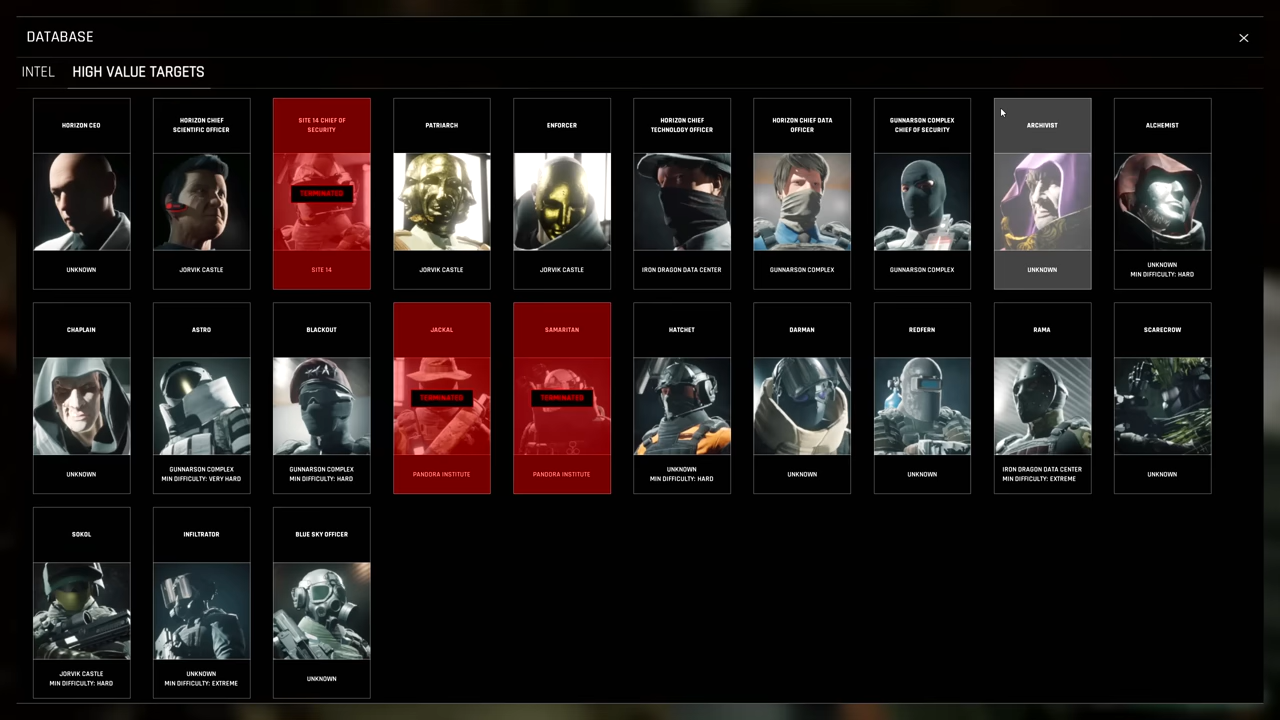 DATABASE
INTEL
HIGH VALUE TARGETS
HORIZON CEO
UNKNOWN
HORIZON CHIEF
SCIENTIFIC OFFICER
JORVIK CASTLE
SITE 14 CHIEF OF
SECURITY
TERMINATED
SITE 14
PATRIARCH
JORVIK CASTLE
ENFORCER
JORVIK CASTLE
HORIZON CHIEF
TECHNOLOGY OFFICER
IRON DRAGON DATA CENTER
HORIZON CHIEF DATA
OFFICER
GUNNARSON COMPLEX
GUNNARSON COMPLEX
CHIEF OF SECURITY
GUNNARSON COMPLEX
ARCHIVIST
UNKNOWN
ALCHEMIST
UNKNOWN
MIN DIFFICULTY: HARD
CHAPLAIN
UNKNOWN
ASTRO
GUNNARSON COMPLEX
MIN DIFFICULTY: VERY HARD
BLACKOUT
GUNNARSON COMPLEX
MIN DIFFICULTY: HARD
JACKAL
TERMINATED
PANDORA INSTITUTE
SAMARITAN
TERMINATED
PANDORA INSTITUTE
HATCHET
UNKNOWN
MIN DIFFICULTY: HARD
DARMAN
UNKNOWN
REDFERN
UNKNOWN
RAMA
IRON DRAGON DATA CENTER
MIN DIFFICULTY: EXTREME
SCARECROW
UNKNOWN
SOKOL
JORVIK CASTLE
MIN DIFFICULTY: HARD
INFILTRATOR
UNKNOWN
MIN DIFFICULTY: EXTREME
BLUE SKY OFFICER
UNKNOWN